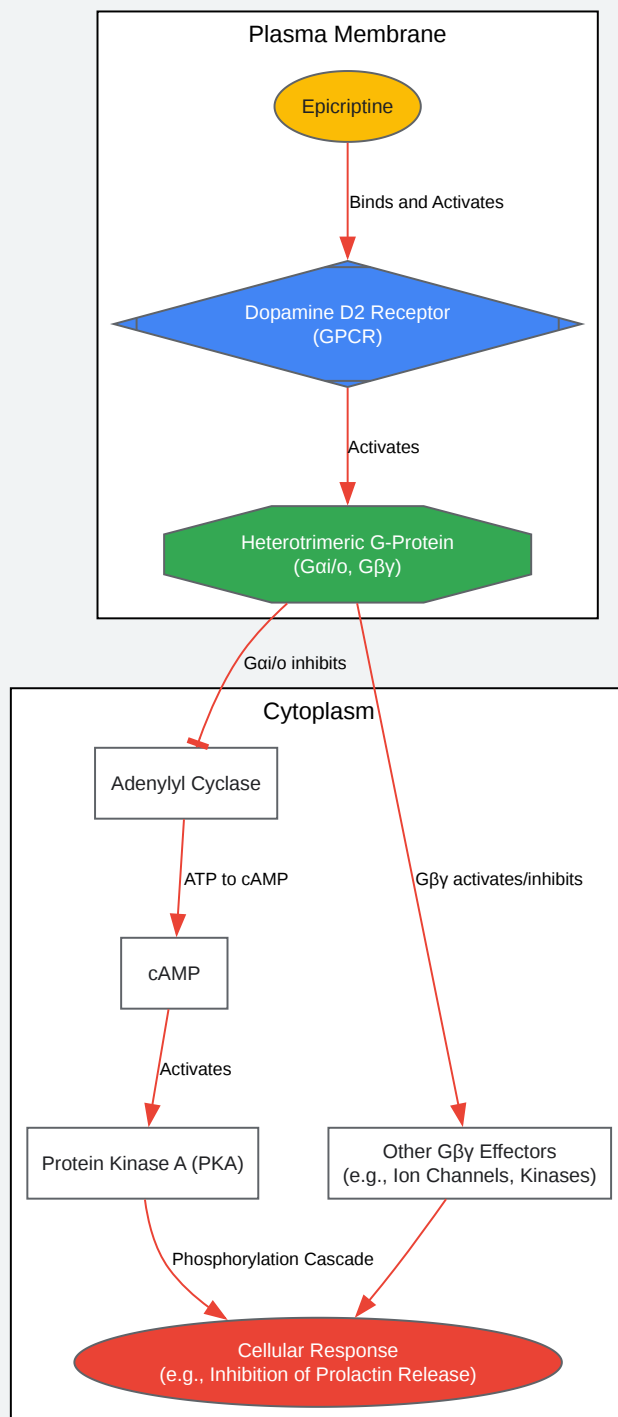 Plasma Membrane
Epicriptine
Binds and Activates
Dopamine D2 Receptor
(GPCR)
Activates
Heterotrimeric G-Protein
(Gαi/o, Gβγ)
Gαi/o inhibits
Cytoplasm
Adenylyl Cyclase
ATP to cAMP
Gβγ activates/inhibits
cAMP
Activates
Protein Kinase A (PKA)
Other Gβγ Effectors
(e.g., Ion Channels, Kinases)
Phosphorylation Cascade
Cellular Response
(e.g., Inhibition of Prolactin Release)